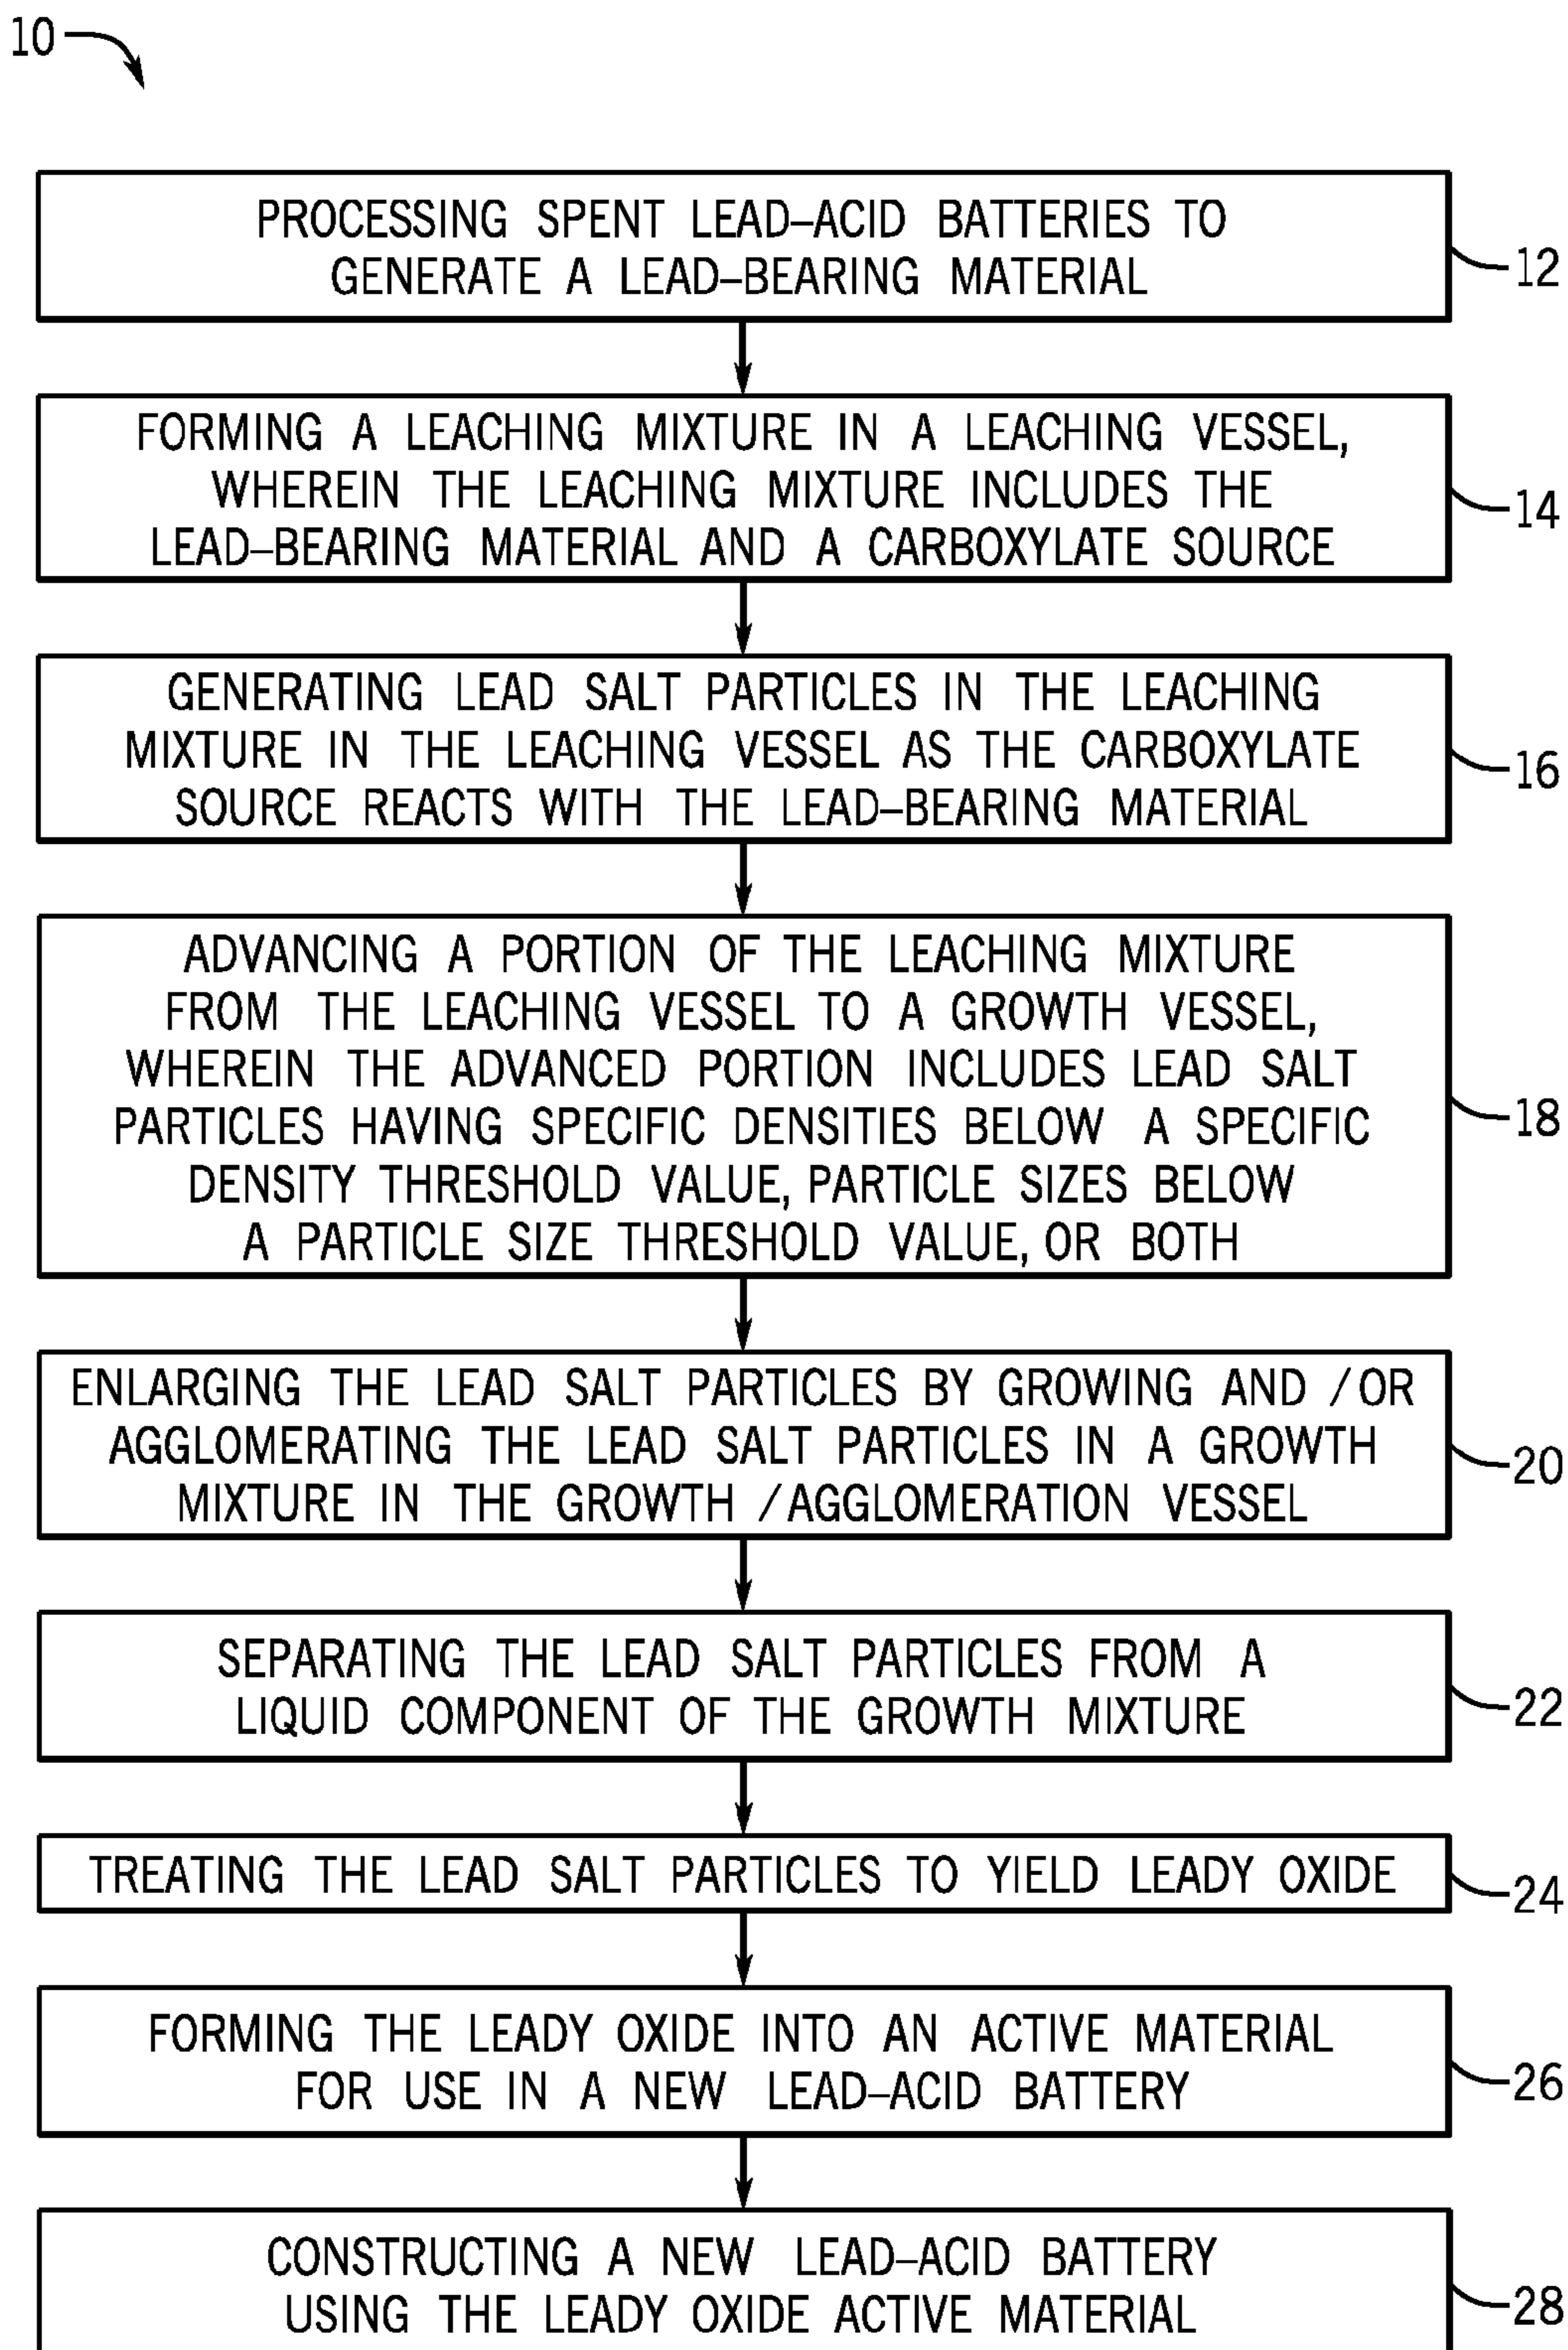 10
PROCESSING SPENT LEAD–ACID BATTERIES TO
GENERATE A LEAD–BEARING MATERIAL
12
FORMING A LEACHING MIXTURE IN A LEACHING VESSEL,
WHEREIN THE LEACHING MIXTURE INCLUDES THE
LEAD–BEARING MATERIAL AND A CARBOXYLATE SOURCE
14
GENERATING LEAD SALT PARTICLES IN THE LEACHING
MIXTURE IN THE LEACHING VESSEL AS THE CARBOXYLATE
SOURCE REACTS WITH THE LEAD–BEARING MATERIAL
16
ADVANCING A PORTION OF THE LEACHING MIXTURE
FROM THE LEACHING VESSEL TO A GROWTH VESSEL,
WHEREIN THE ADVANCED PORTION INCLUDES LEAD SALT
PARTICLES HAVING SPECIFIC DENSITIES BELOW A SPECIFIC
DENSITY THRESHOLD VALUE, PARTICLE SIZES BELOW
A PARTICLE SIZE THRESHOLD VALUE, OR BOTH
18
ENLARGING THE LEAD SALT PARTICLES BY GROWING AND /OR
AGGLOMERATING THE LEAD SALT PARTICLES IN A GROWTH
MIXTURE IN THE GROWTH /AGGLOMERATION VESSEL
20
SEPARATING THE LEAD SALT PARTICLES FROM A
LIQUID COMPONENT OF THE GROWTH MIXTURE
22
TREATING THE LEAD SALT PARTICLES TO YIELD LEADY OXIDE
24
FORMING THE LEADY OXIDE INTO AN ACTIVE MATERIAL
FOR USE IN A NEW LEAD–ACID BATTERY
26
CONSTRUCTING A NEW LEAD–ACID BATTERY
USING THE LEADY OXIDE ACTIVE MATERIAL
28